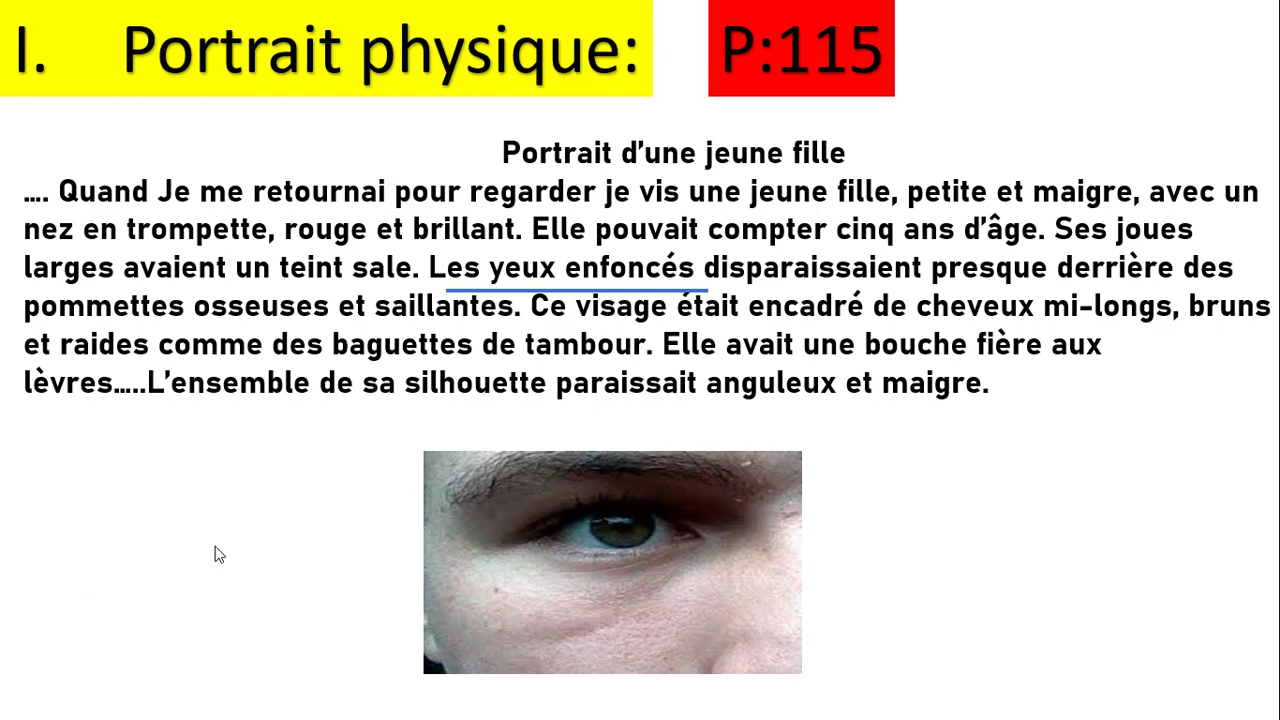 I. Portrait physique: P:115
Portrait d'une jeune fille
.... Quand Je me retournai pour regarder je vis une jeune fille, petite et maigre, avec un
nez en trompette, rouge et brillant. Elle pouvait compter cinq ans d'âge. Ses joues
larges avaient un teint sale. Les yeux enfoncés disparaissaient presque derrière des
pommettes osseuses et saillantes. Ce visage était encadré de cheveux mi-longs, bruns
et raides comme des baguettes de tambour. Elle avait une bouche fière aux
lèvres.....L'ensemble de sa silhouette paraissait anguleux et maigre.